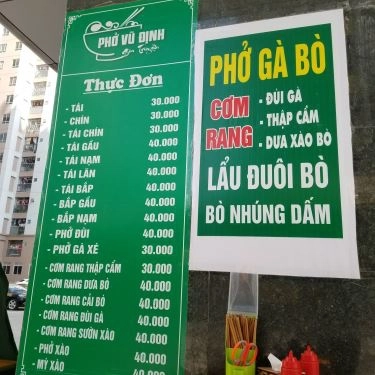 PHỞ VŨ ĐỊNH
Thực Đơn
- TÁI 30.000
- CHÍN 30.000
- TÁI CHÍN 30.000
- TÁI GẦU 40.000
- TÁI NẠM 40.000
- TÁI LĂN 40.000
- TÁI BẮP 40.000
- BẮP GẦU 40.000
- BẮP NẠM 40.000
- PHỞ ĐÙI 40.000
- PHỞ GÀ XÉ 30.000
- CƠM RANG THẬP CẨM 30.000
- CƠM RANG DƯA BÒ 40.000
- CƠM RANG CẢI BÒ 40.000
- CƠM RANG ĐÙI GÀ 40.000
- CƠM RANG SƯỜN XÀO 40.000
- PHỞ XÀO 40.000
- MỲ XÀO 40.000
PHỞ GÀ BÒ
CƠM RANG
- ĐÙI GÀ
- THẬP CẨM
- DƯA XÀO BÒ
LẨU ĐUÔI BÒ
BÒ NHÚNG DẤM